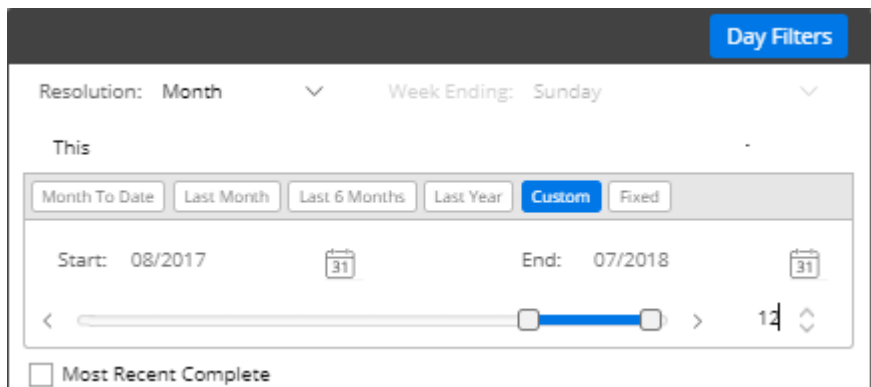 Day Filters
Resolution: Month Week Ending: Sunday
This -
Month To Date Last Month Last 6 Months Last Year Custom Fixed
Start: 08/2017 31 End: 07/2018 31
< > 12
Most Recent Complete